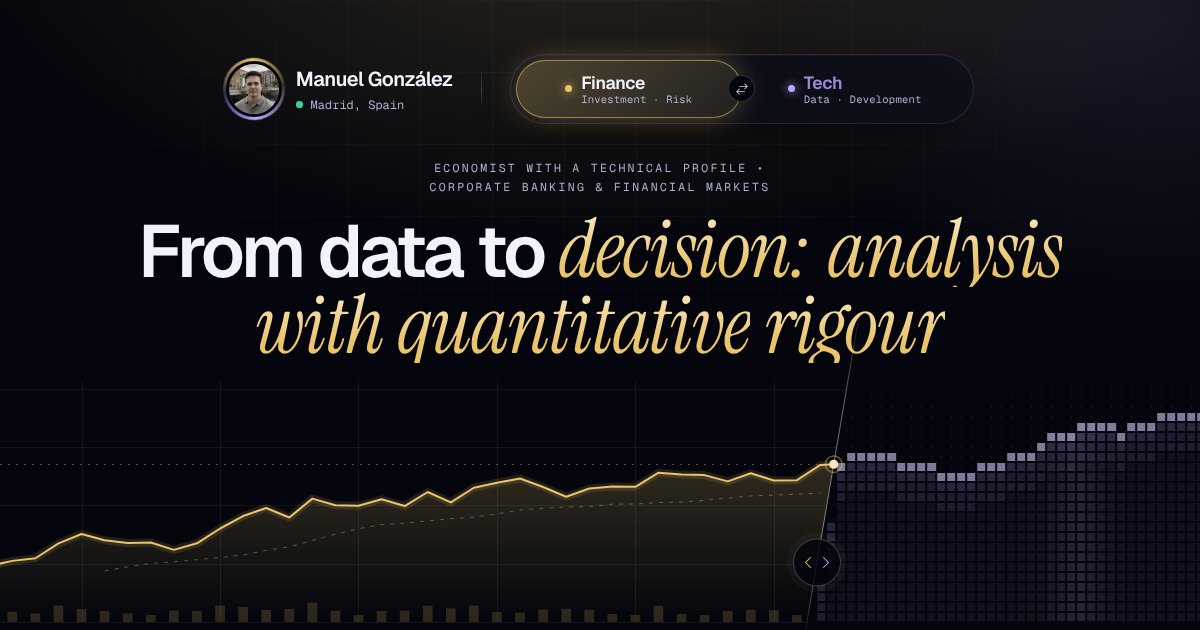 Manuel González
Madrid, Spain
Finance
Investment · Risk
Tech
Data · Development
ECONOMIST WITH A TECHNICAL PROFILE ·
CORPORATE BANKING & FINANCIAL MARKETS
From data to decision: analysis
with quantitative rigour